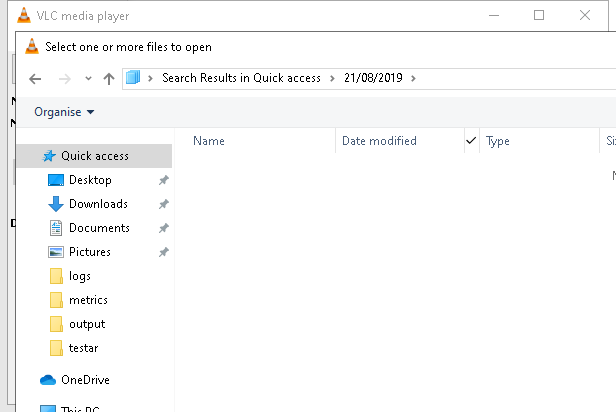 VLC media player
Select one or more files to open
Search Results in Quick access
21/08/2019
Organise
Name
Date modified
Type
Quick access
Desktop
Downloads
Documents
Pictures
logs
metrics
output
testar
OneDrive
This PC